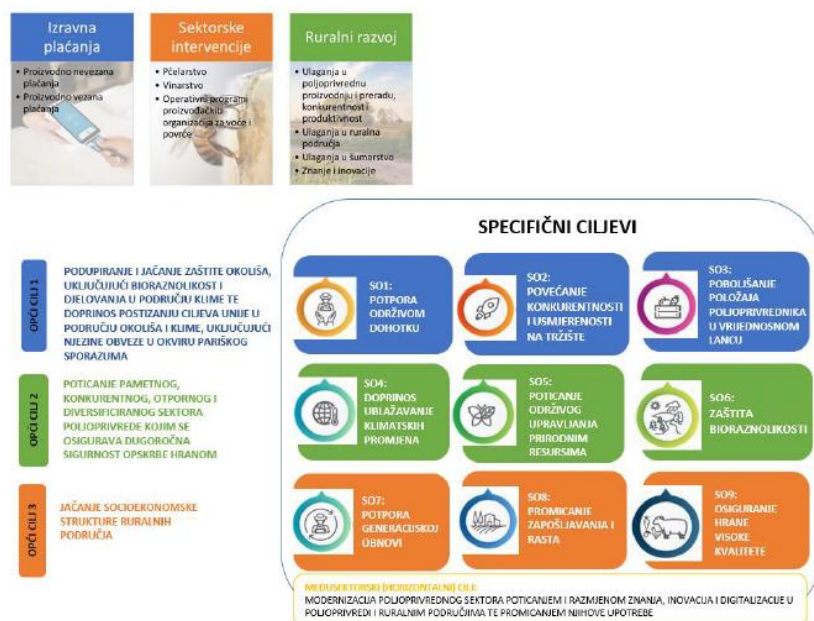 Izravna
plaćanja
• Proizvodno nevezana
plaćanja
• Proizvodno vezana
plaćanja
Sektorske
intervencije
• Pčelarstvo
• Vinarstvo
• Operativni programi
proizvođačkih
organizacija za voće i
povrće
Ruralni razvoj
• Ulaganja u
poljoprivrednu
proizvodnju i preradu,
konkurentnost i
produktivnost
• Ulaganja u ruralna
područja
• Ulaganja u šumarstvo
• Znanje i inovacije
SPECIFIČNI CILJEVI
OPĆI CILJ 1
PODUPIRANJE I JAČANJE ZAŠTITE OKOLIŠA,
UKLJUČUJUĆI BIORAZNOLIKOST I
DJELOVANJA U PODRUČJU KLIME TE
DOPRINOS POSTIZANJU CILJEVA UNIJE U
PODRUČJU OKOLIŠA I KLIME, UKLJUČUJUĆI
NJEZINE OBVEZE U OKVIRU PARIŠKOG
SPORAZUMA
SO1:
POTPORA
ODRŽIVOM
DOHOTKU
SO2:
POVEĆANJE
KONKURENTNOSTI
I USMJERENOSTI
NA TRŽIŠTE
SO3:
POBOLJŠANJE
POLOŽAJA
POLJOPRIVREDNIKA
U VRIJEDNOSNOM
LANCU
OPĆI CILJ 2
POTICANJE PAMETNOG,
KONKURENTNOG, OTPORNOG I
DIVERSIFICIRANOG SEKTORA
POLJOPRIVREDE KOJIM SE
OSIGURAVA DUGOROČNA
SIGURNOST OPSKRBE HRANOM
SO4:
DOPRINOS
UBLAŽAVANJE
KLIMATSKIH
PROMJENA
SO5:
POTICANJE
ODRŽIVOG
UPRAVLJANJA
PRIRODNIM
RESURSIMA
SO6:
ZAŠTITA
BIORAZNOLIKOSTI
OPĆI CILJ 3
JAČANJE SOCIOEKONOMSKE
STRUKTURE RURALNIH
PODRUČJA
SO7:
POTPORA
GENERACIJSKOJ
OBNOVI
SO8:
PROMICANJE
ZAPOŠLJAVANJA I
RASTA
SO9:
OSIGURANJE
HRANE
VISOKE
KVALITETE
MEĐUSEKTORSKI (HORIZONTALNI) CILJ:
MODERNIZACIJA POLJOPRIVREDNOG SEKTORA POTICANJEM I RAZMJENOM ZNANJA, INOVACIJA I DIGITALIZACIJE U
POLJOPRIVREDI I RURALNIM PODRUČJIMA TE PROMICANJEM NJIHOVE UPOTREBE